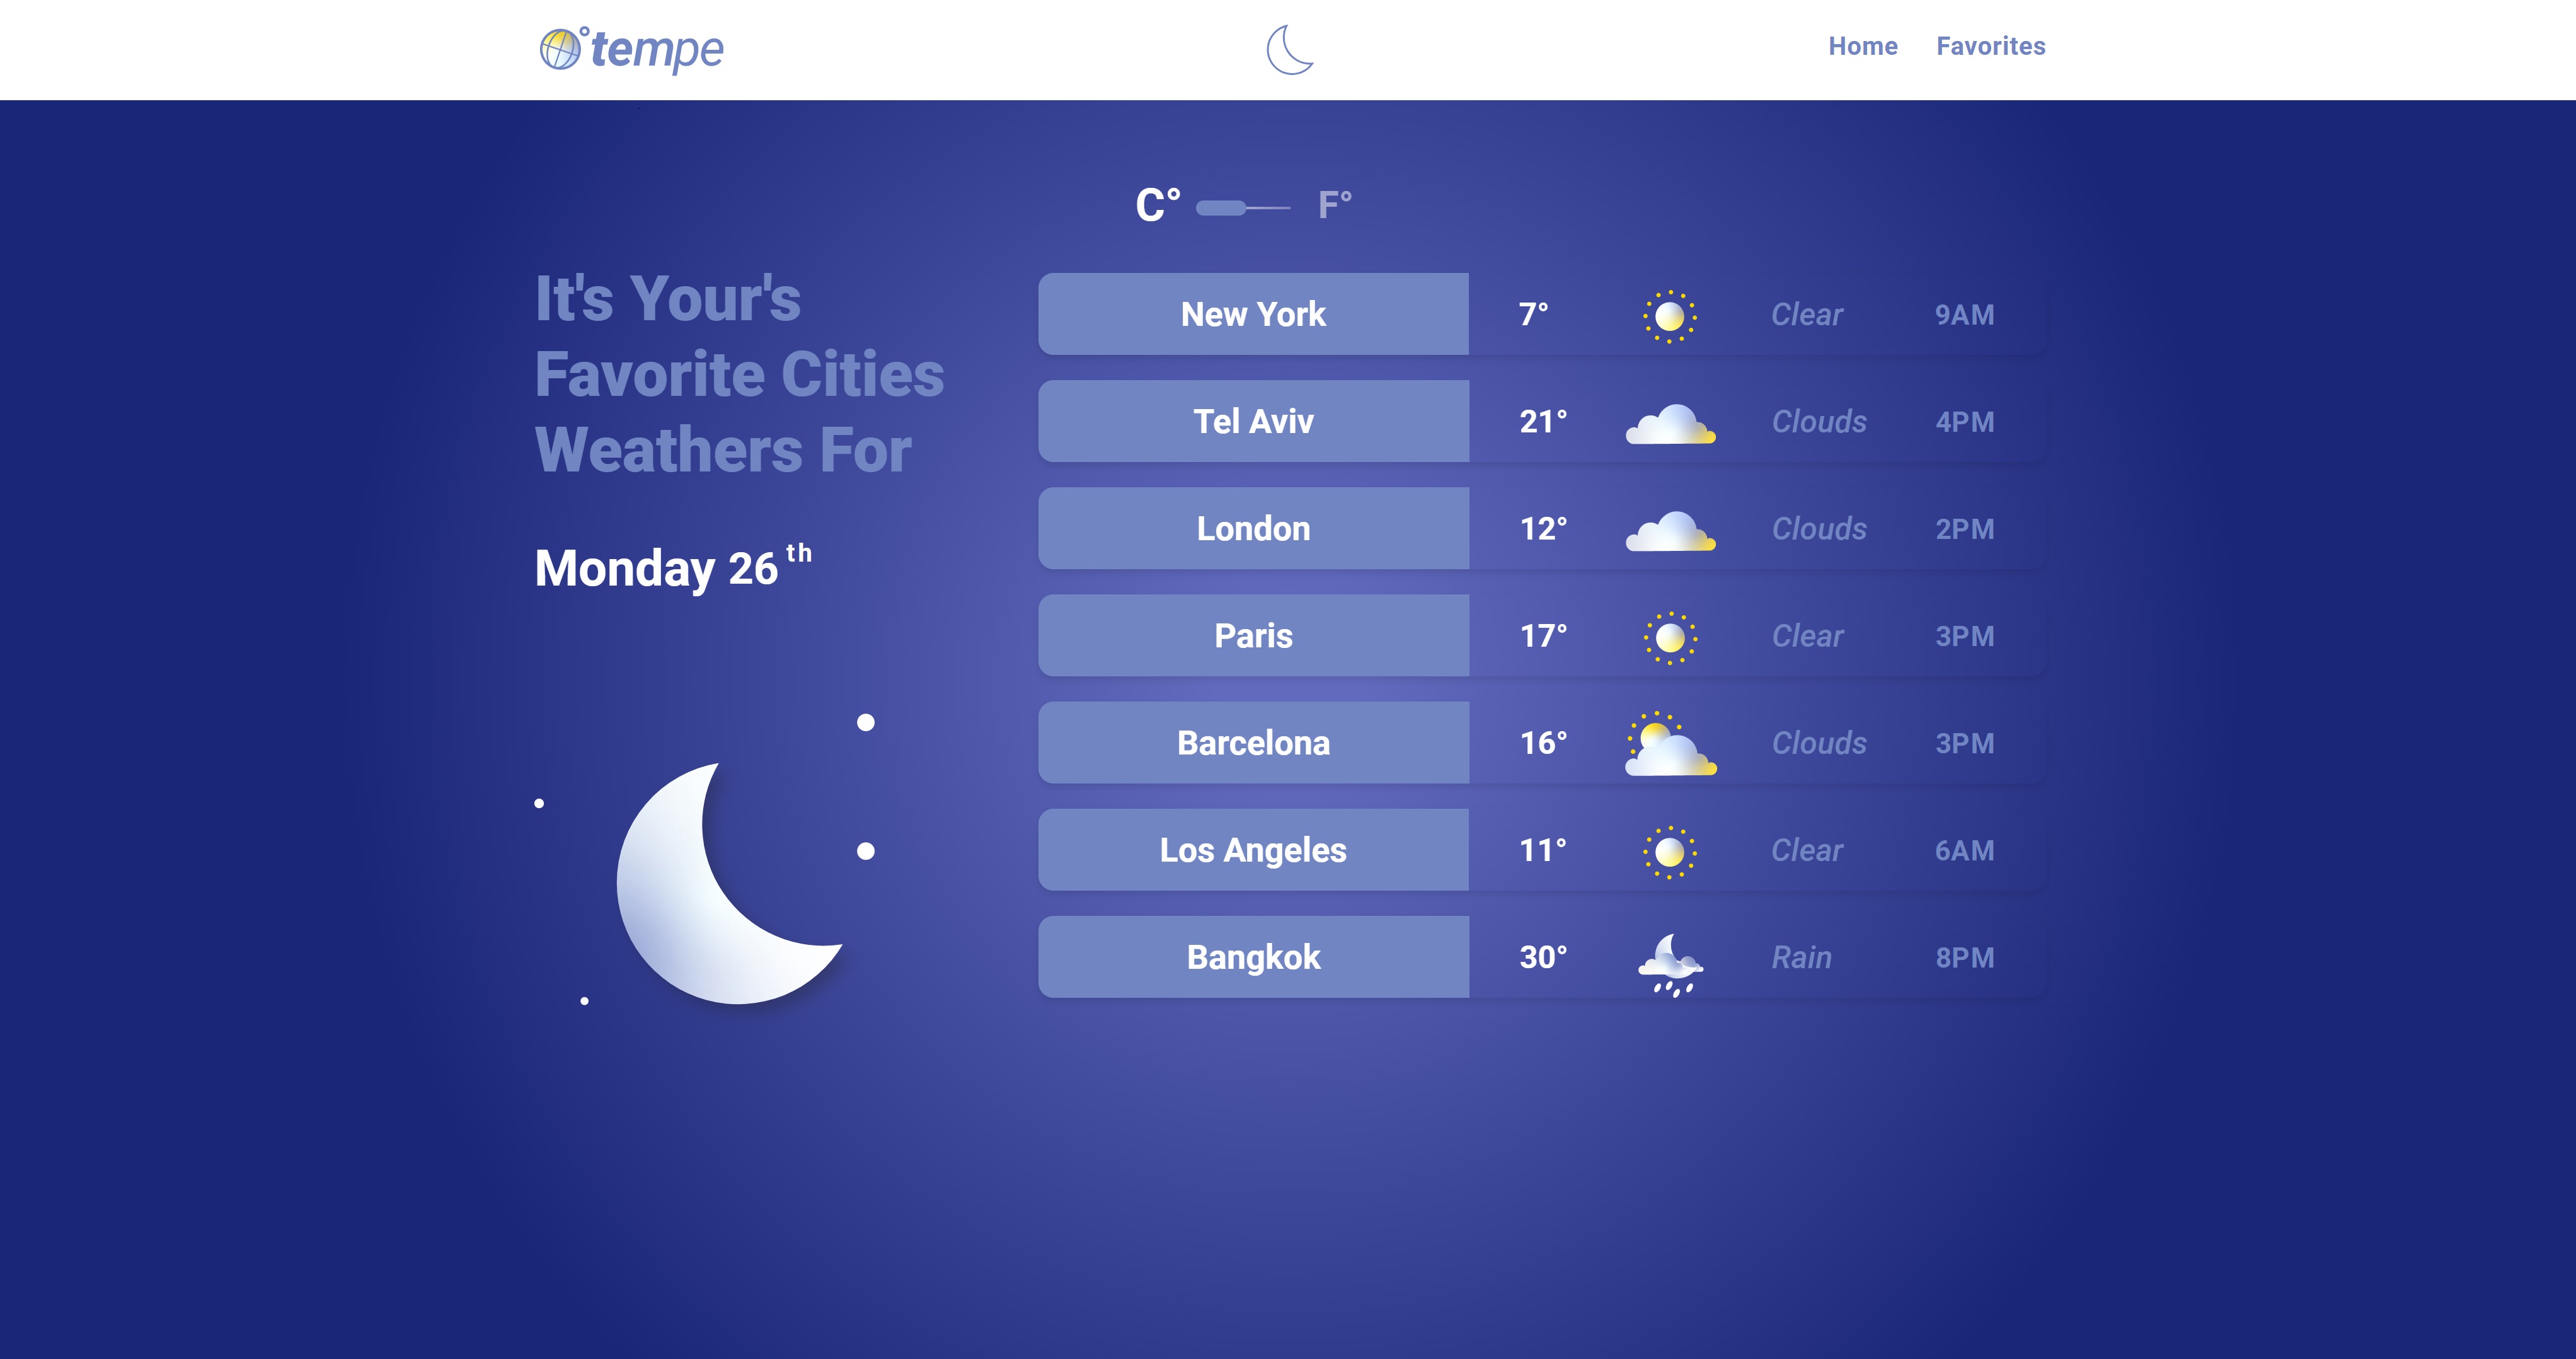 °tempe
Home Favorites
C° F°
It's Your's
Favorite Cities
Weathers For
Monday 26 th
New York 7° Clear 9AM
Tel Aviv 21° Clouds 4PM
London 12° Clouds 2PM
Paris 17° Clear 3PM
Barcelona 16° Clouds 3PM
Los Angeles 11° Clear 6AM
Bangkok 30° Rain 8PM